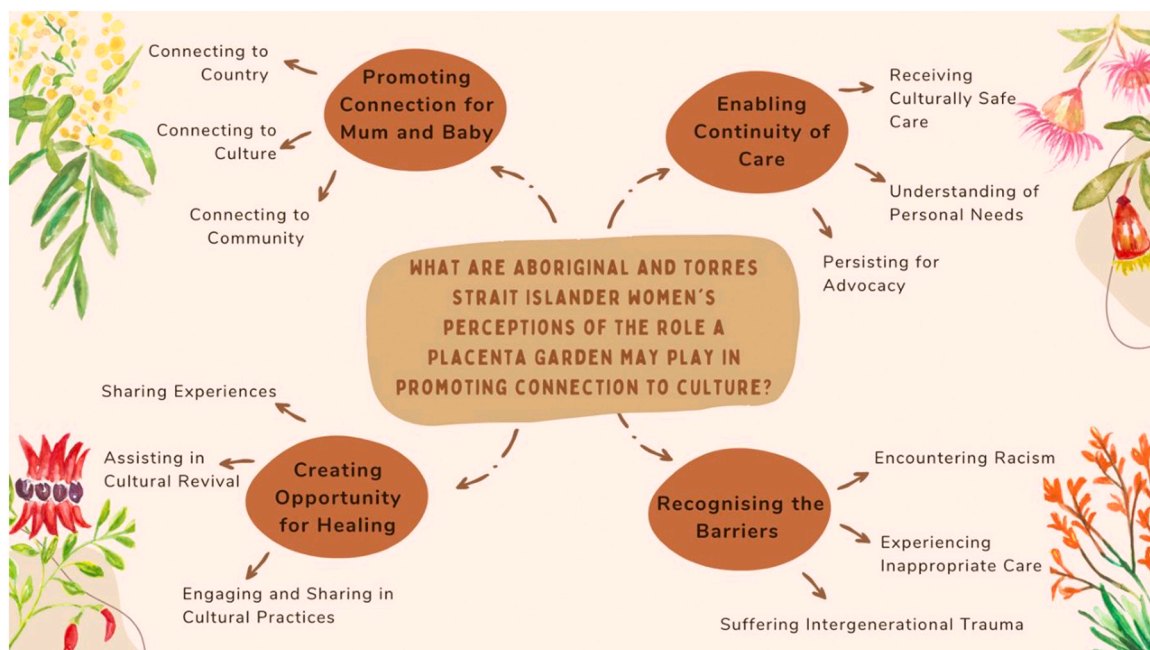 Connecting to
Country
Connecting to
Culture
Connecting to
Community
Promoting
Connection for
Mum and Baby
Enabling
Continuity of
Care
Receiving
Culturally Safe
Care
Understanding of
Personal Needs
Persisting for
Advocacy
WHAT ARE ABORIGINAL AND TORRES
STRAIT ISLANDER WOMEN'S
PERCEPTIONS OF THE ROLE A
PLACENTA GARDEN MAY PLAY IN
PROMOTING CONNECTION TO CULTURE?
Sharing Experiences
Assisting in
Cultural Revival
Engaging and Sharing in
Cultural Practices
Creating
Opportunity
for Healing
Recognising the
Barriers
Encountering Racism
Experiencing
Inappropriate Care
Suffering Intergenerational Trauma